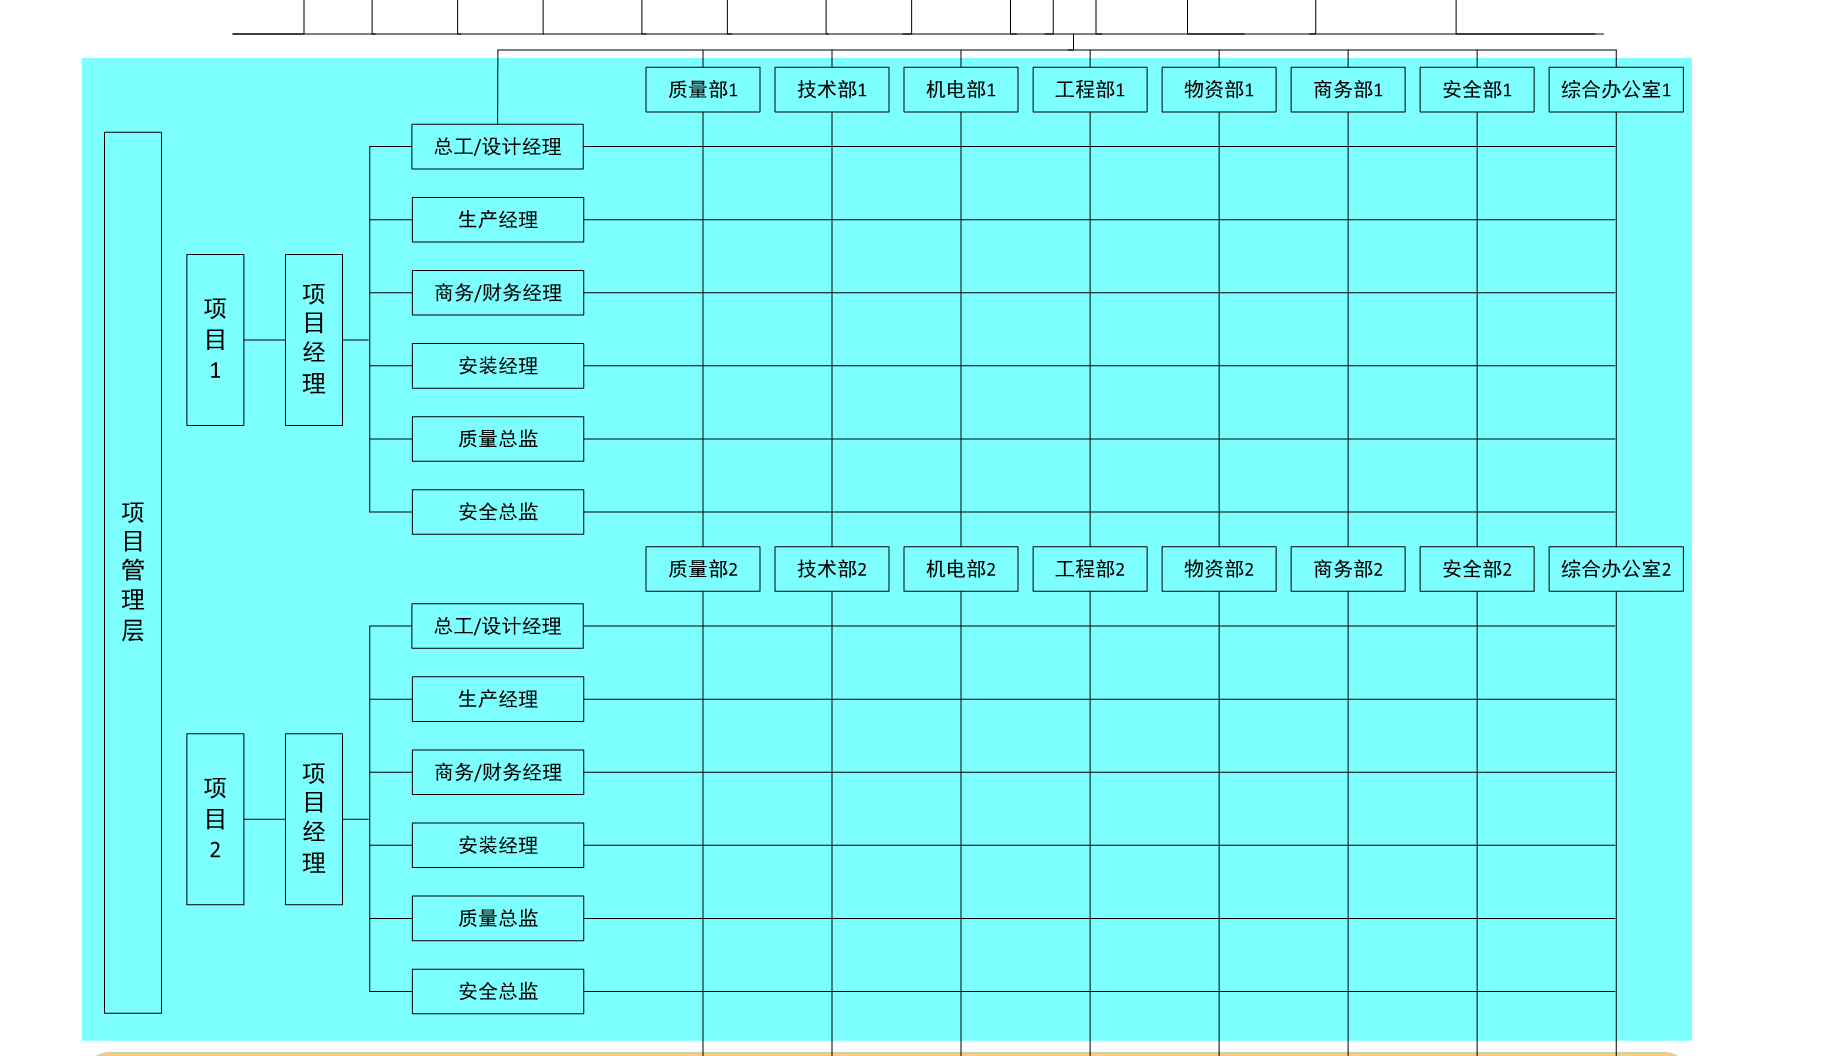 质量部1
技术部1
机电部1
工程部1
物资部1
商务部1
安全部1
综合办公室1
项目管理层
项目1
项目经理
总工/设计经理
生产经理
商务/财务经理
安装经理
质量总监
安全总监
质量部2
技术部2
机电部2
工程部2
物资部2
商务部2
安全部2
综合办公室2
项目2
项目经理
总工/设计经理
生产经理
商务/财务经理
安装经理
质量总监
安全总监